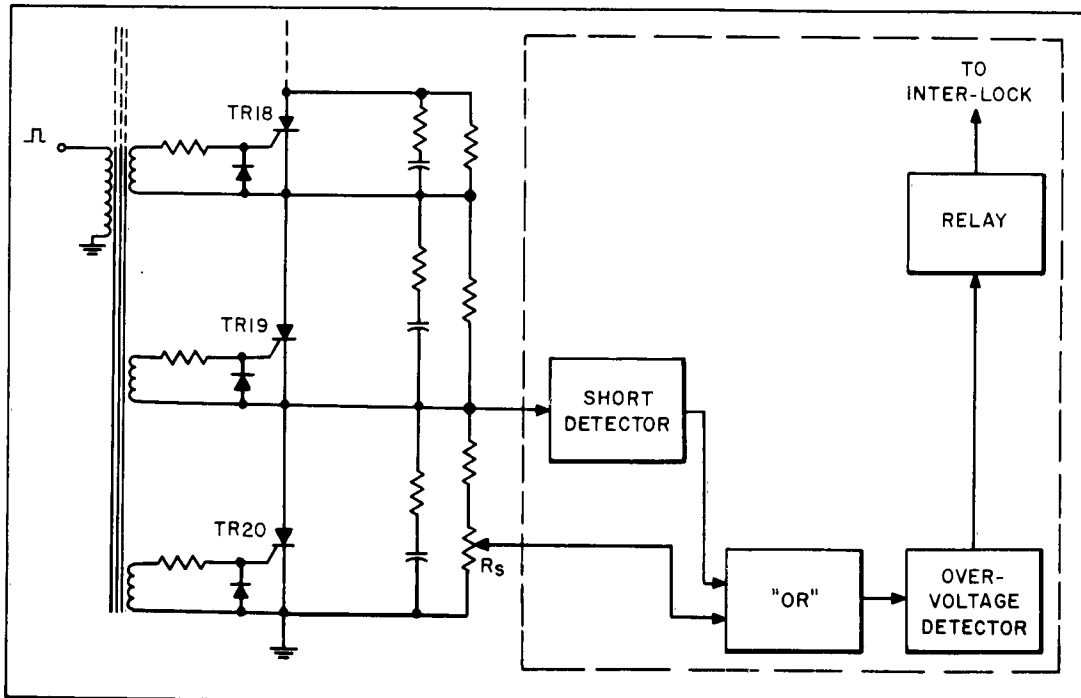 TR18
TR19
TR20
Rs
SHORT
DETECTOR
"OR"
OVER-
VOLTAGE
DETECTOR
RELAY
TO
INTER-LOCK